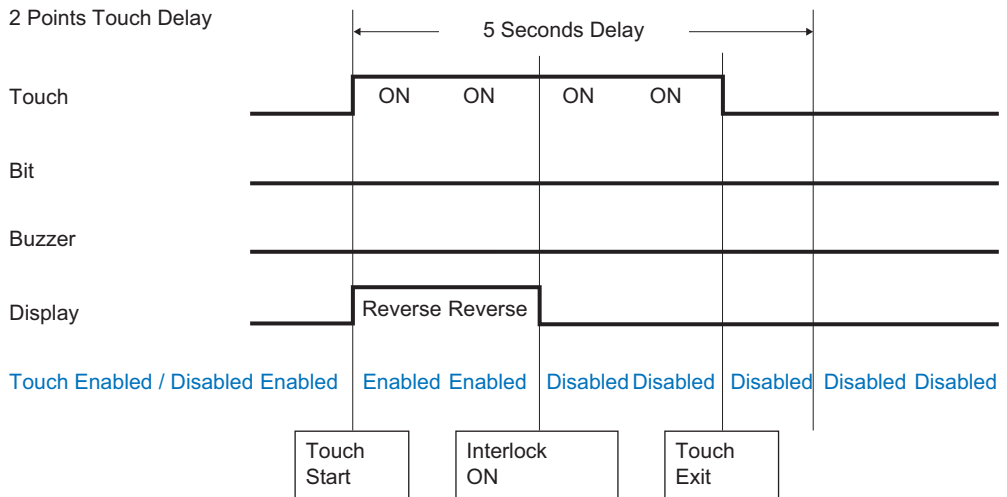 2 Points Touch Delay
5 Seconds Delay
Touch ON ON ON ON
Bit
Buzzer
Display Reverse Reverse
Touch Enabled / Disabled Enabled Enabled Enabled Disabled Disabled Disabled Disabled Disabled
Touch
Start
Interlock
ON
Touch
Exit